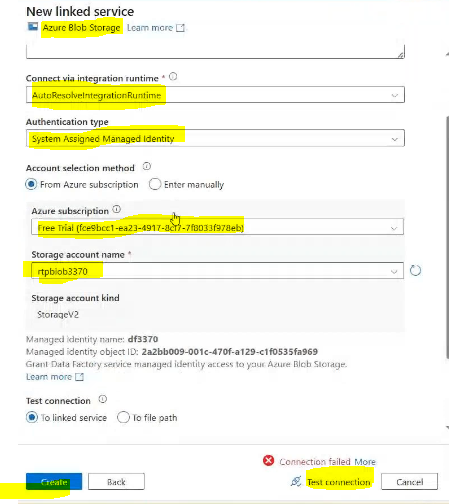 New linked service
Azure Blob Storage Learn more
Connect via integration runtime *
AutoResolveIntegrationRuntime
Authentication type
System Assigned Managed Identity
Account selection method
From Azure subscription Enter manually
Azure subscription
Free Trial (fce9bcc1-ea23-4917-8cf7-7f8033f978eb)
Storage account name *
rtpblob3370
Storage account kind
StorageV2
Managed identity name: df3370
Managed identity object ID: 2a2bb009-001c-470f-a129-c1f0535fa969
Grant Data Factory service managed identity access to your Azure Blob Storage.
Learn more
Test connection
To linked service To file path
Connection failed More
Create Back Test connection Cancel